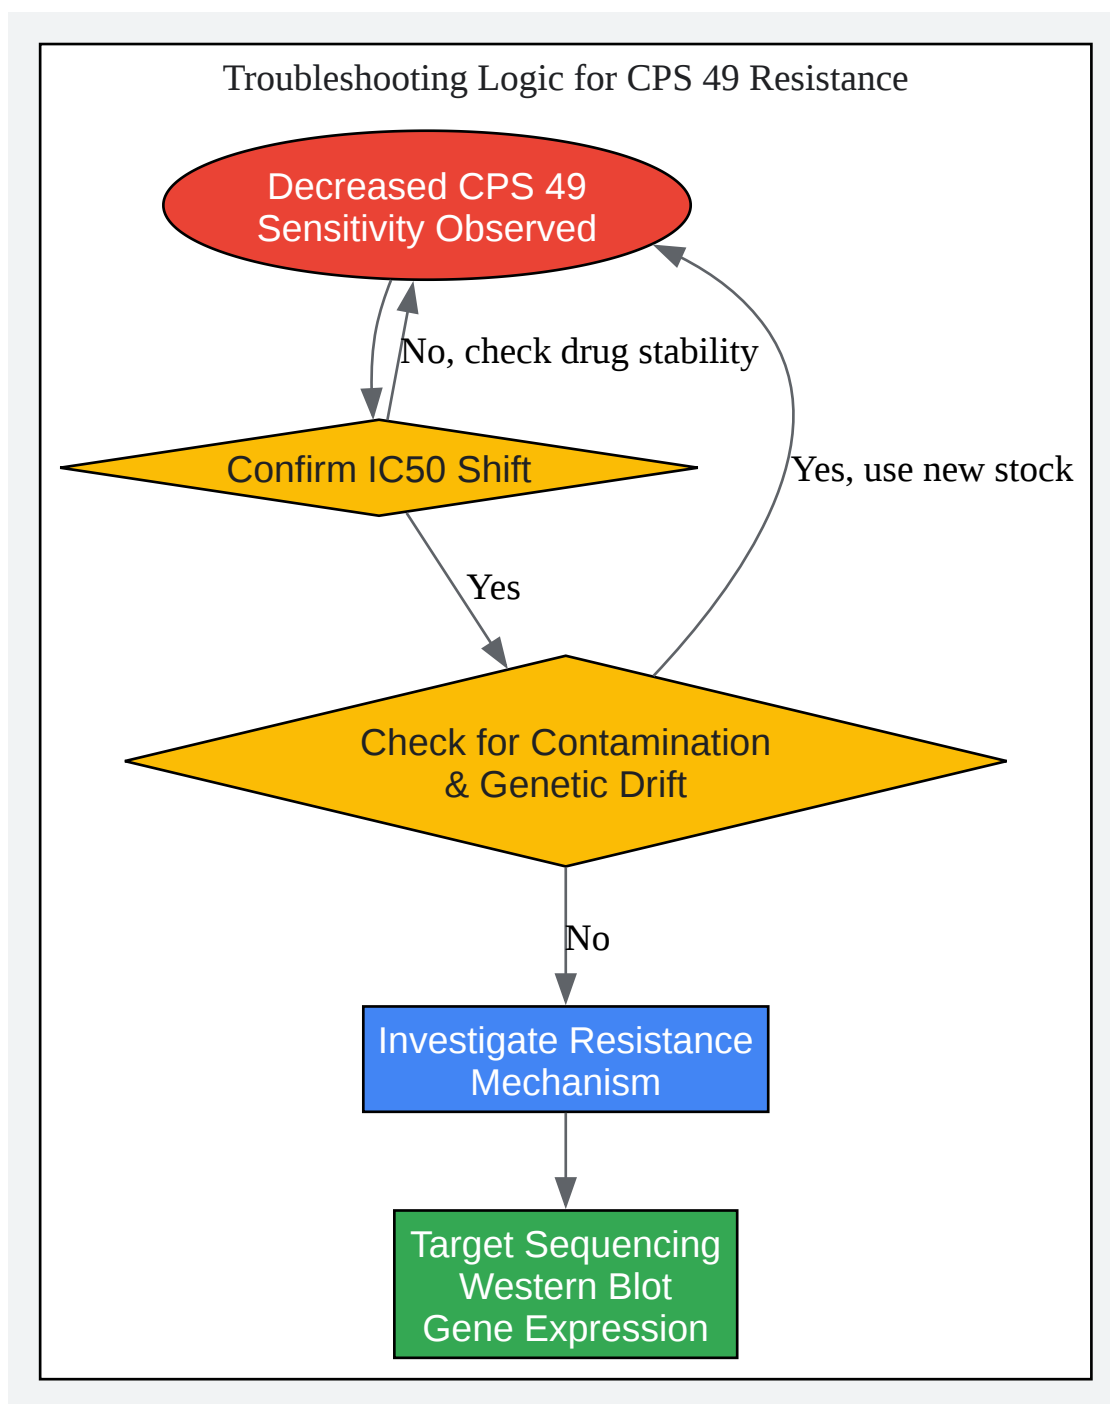 Troubleshooting Logic for CPS 49 Resistance
Decreased CPS 49
Sensitivity Observed
No, check drug stability
Confirm IC50 Shift
Yes, use new stock
Yes
Check for Contamination
& Genetic Drift
No
Investigate Resistance
Mechanism
Target Sequencing
Western Blot
Gene Expression